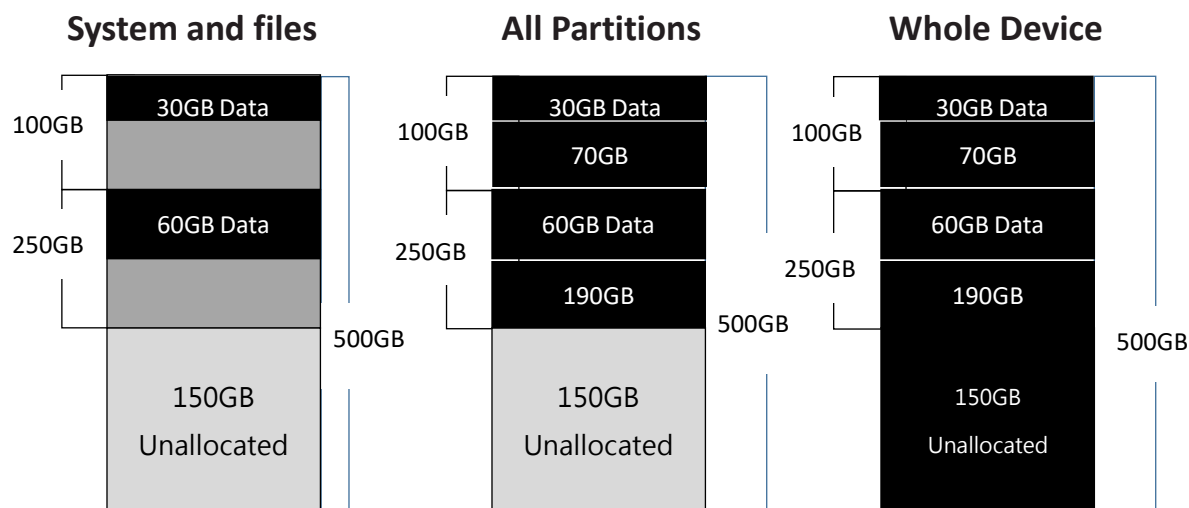 System and files
30GB Data
100GB
60GB Data
250GB
500GB
150GB
Unallocated
All Partitions
30GB Data
100GB
70GB
60GB Data
250GB
190GB
500GB
150GB
Unallocated
Whole Device
30GB Data
100GB
70GB
60GB Data
250GB
190GB
500GB
150GB
Unallocated